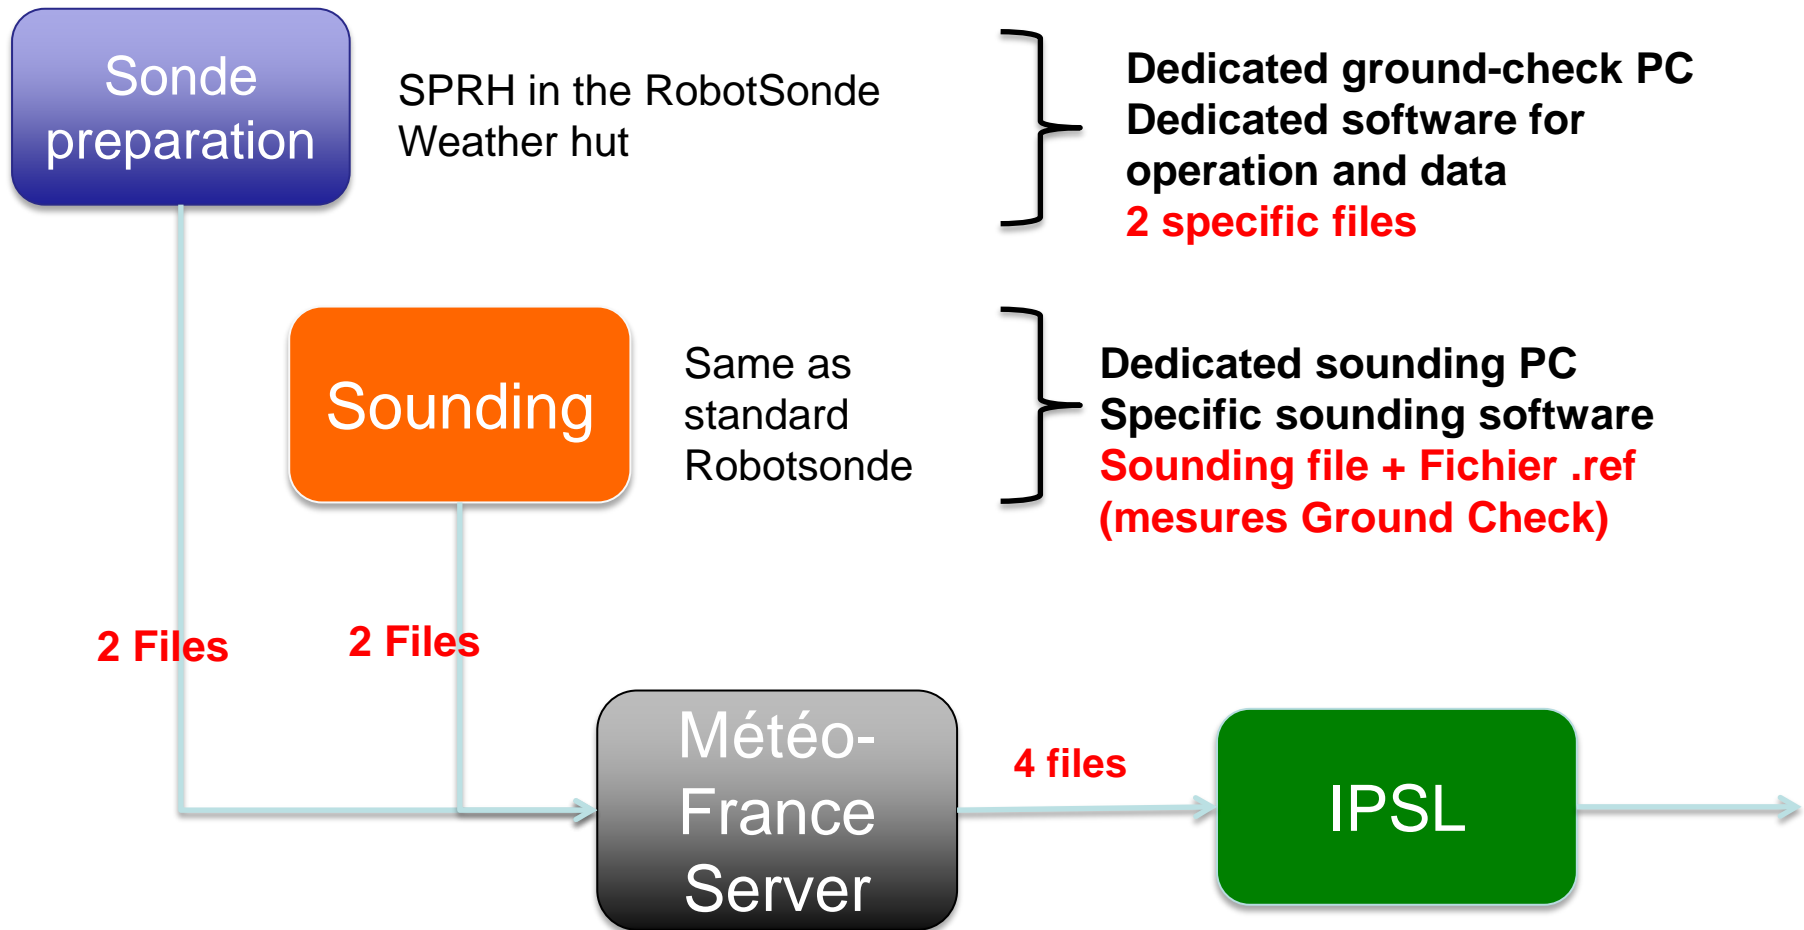 Sonde
preparation
SPRH in the RobotSonde
Weather hut
Dedicated ground-check PC
Dedicated software for
operation and data
2 specific files
Sounding
Same as
standard
Robotsonde
Dedicated sounding PC
Specific sounding software
Sounding file + Fichier .ref
(mesures Ground Check)
2 Files
2 Files
Météo-
France
Server
4 files
IPSL